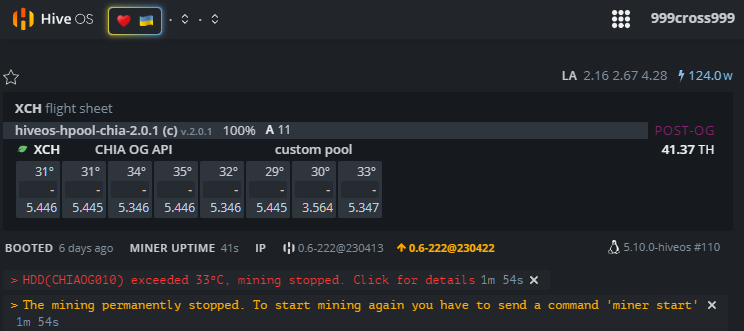 Hive OS
999cross999
LA 2.16 2.67 4.28 124.0 w
XCH flight sheet
hiveos-hpool-chia-2.0.1 (c) v.2.0.1 100% A 11 POST-OG
XCH CHIA OG API custom pool 41.37 TH
31° 31° 34° 35° 32° 29° 30° 33°
- - - - - - - -
5.446 5.445 5.346 5.446 5.346 5.445 3.564 5.347
BOOTED 6 days ago MINER UPTIME 41s IP 0.6-222@230413 0.6-222@230422 5.10.0-hiveos #110
> HDD(CHIAOG010) exceeded 33°C, mining stopped. Click for details 1m 54s ×
> The mining permanently stopped. To start mining again you have to send a command 'miner start' ×
1m 54s